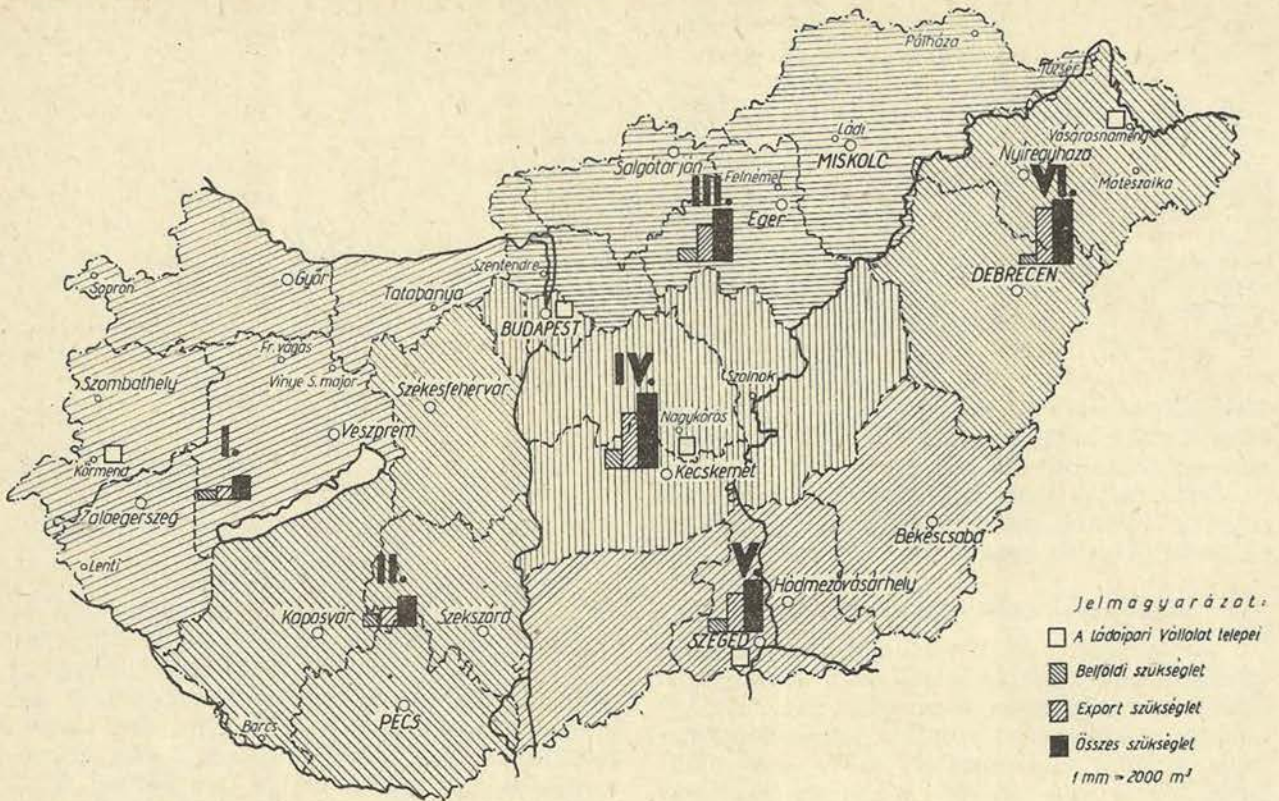 Pálháza
Tuzsér
Vásárosnamény
Ládi
MISKOLC
Nyíregyháza
Salgótarján
Felnémet
Mátészalka
III.
VI.
Eger
Szentendre
Győr
Sopron
Tatabánya
DEBRECEN
BUDAPEST
Fr. vágás
Vinye S. major
Szombathely
Székesfehérvár
IV.
Szolnok
Nagykőrös
Veszprém
I.
Körmend
Kecskemét
Zalaegerszeg
Békéscsaba
Lenti
II.
V.
Hódmezővásárhely
Kaposvár
Szekszárd
SZEGED
PÉCS
Barcs
Jelmagyarázat:
A Ládaipari Vállalat telepei
Belföldi szükséglet
Export szükséglet
Összes szükséglet
1 mm = 2000 m³